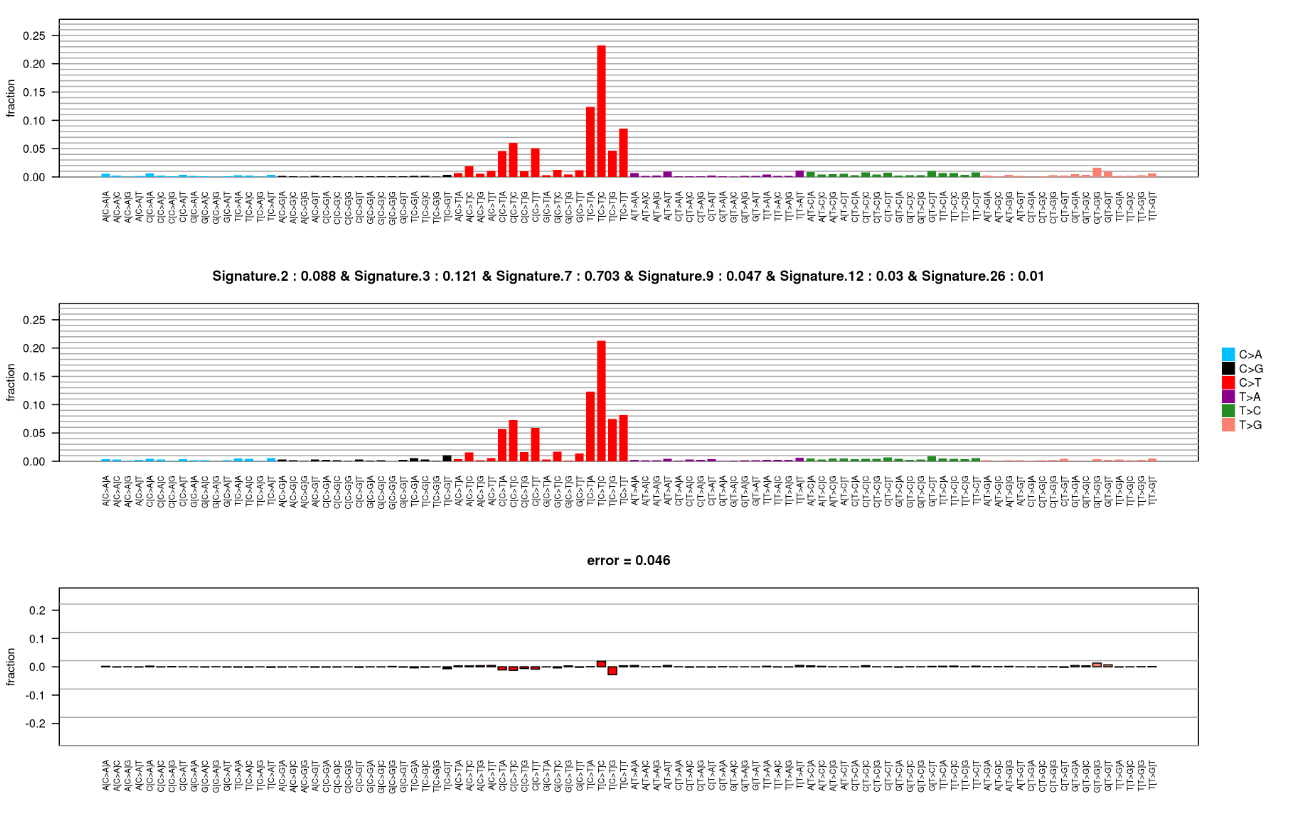 0.25
0.20
0.15
0.10
0.05
0.00
fraction
A[C>A]A A[C>A]C A[C>A]G A[C>A]T C[C>A]A C[C>A]C C[C>A]G C[C>A]T G[C>A]A G[C>A]C G[C>A]G G[C>A]T T[C>A]A T[C>A]C T[C>A]G T[C>A]T A[C>G]A A[C>G]C A[C>G]G A[C>G]T C[C>G]A C[C>G]C C[C>G]G C[C>G]T G[C>G]A G[C>G]C G[C>G]G G[C>G]T T[C>G]A T[C>G]C T[C>G]G T[C>G]T A[C>T]A A[C>T]C A[C>T]G A[C>T]T C[C>T]A C[C>T]C C[C>T]G C[C>T]T G[C>T]A G[C>T]C G[C>T]G G[C>T]T T[C>T]A T[C>T]C T[C>T]G T[C>T]T A[T>A]A A[T>A]C A[T>A]G A[T>A]T C[T>A]A C[T>A]C C[T>A]G C[T>A]T G[T>A]A G[T>A]C G[T>A]G G[T>A]T T[T>A]A T[T>A]C T[T>A]G T[T>A]T A[T>C]A A[T>C]C A[T>C]G A[T>C]T C[T>C]A C[T>C]C C[T>C]G C[T>C]T G[T>C]A G[T>C]C G[T>C]G G[T>C]T T[T>C]A T[T>C]C T[T>C]G T[T>C]T A[T>G]A A[T>G]C A[T>G]G A[T>G]T C[T>G]A C[T>G]C C[T>G]G C[T>G]T G[T>G]A G[T>G]C G[T>G]G G[T>G]T T[T>G]A T[T>G]C T[T>G]G T[T>G]T
Signature.2 : 0.088 & Signature.3 : 0.121 & Signature.7 : 0.703 & Signature.9 : 0.047 & Signature.12 : 0.03 & Signature.26 : 0.01
0.25
0.20
0.15
0.10
0.05
0.00
fraction
A[C>A]A A[C>A]C A[C>A]G A[C>A]T C[C>A]A C[C>A]C C[C>A]G C[C>A]T G[C>A]A G[C>A]C G[C>A]G G[C>A]T T[C>A]A T[C>A]C T[C>A]G T[C>A]T A[C>G]A A[C>G]C A[C>G]G A[C>G]T C[C>G]A C[C>G]C C[C>G]G C[C>G]T G[C>G]A G[C>G]C G[C>G]G G[C>G]T T[C>G]A T[C>G]C T[C>G]G T[C>G]T A[C>T]A A[C>T]C A[C>T]G A[C>T]T C[C>T]A C[C>T]C C[C>T]G C[C>T]T G[C>T]A G[C>T]C G[C>T]G G[C>T]T T[C>T]A T[C>T]C T[C>T]G T[C>T]T A[T>A]A A[T>A]C A[T>A]G A[T>A]T C[T>A]A C[T>A]C C[T>A]G C[T>A]T G[T>A]A G[T>A]C G[T>A]G G[T>A]T T[T>A]A T[T>A]C T[T>A]G T[T>A]T A[T>C]A A[T>C]C A[T>C]G A[T>C]T C[T>C]A C[T>C]C C[T>C]G C[T>C]T G[T>C]A G[T>C]C G[T>C]G G[T>C]T T[T>C]A T[T>C]C T[T>C]G T[T>C]T A[T>G]A A[T>G]C A[T>G]G A[T>G]T C[T>G]A C[T>G]C C[T>G]G C[T>G]T G[T>G]A G[T>G]C G[T>G]G G[T>G]T T[T>G]A T[T>G]C T[T>G]G T[T>G]T
C>A
C>G
C>T
T>A
T>C
T>G
error = 0.046
0.2
0.1
0.0
-0.1
-0.2
fraction
A[C>A]A A[C>A]C A[C>A]G A[C>A]T C[C>A]A C[C>A]C C[C>A]G C[C>A]T G[C>A]A G[C>A]C G[C>A]G G[C>A]T T[C>A]A T[C>A]C T[C>A]G T[C>A]T A[C>G]A A[C>G]C A[C>G]G A[C>G]T C[C>G]A C[C>G]C C[C>G]G C[C>G]T G[C>G]A G[C>G]C G[C>G]G G[C>G]T T[C>G]A T[C>G]C T[C>G]G T[C>G]T A[C>T]A A[C>T]C A[C>T]G A[C>T]T C[C>T]A C[C>T]C C[C>T]G C[C>T]T G[C>T]A G[C>T]C G[C>T]G G[C>T]T T[C>T]A T[C>T]C T[C>T]G T[C>T]T A[T>A]A A[T>A]C A[T>A]G A[T>A]T C[T>A]A C[T>A]C C[T>A]G C[T>A]T G[T>A]A G[T>A]C G[T>A]G G[T>A]T T[T>A]A T[T>A]C T[T>A]G T[T>A]T A[T>C]A A[T>C]C A[T>C]G A[T>C]T C[T>C]A C[T>C]C C[T>C]G C[T>C]T G[T>C]A G[T>C]C G[T>C]G G[T>C]T T[T>C]A T[T>C]C T[T>C]G T[T>C]T A[T>G]A A[T>G]C A[T>G]G A[T>G]T C[T>G]A C[T>G]C C[T>G]G C[T>G]T G[T>G]A G[T>G]C G[T>G]G G[T>G]T T[T>G]A T[T>G]C T[T>G]G T[T>G]T